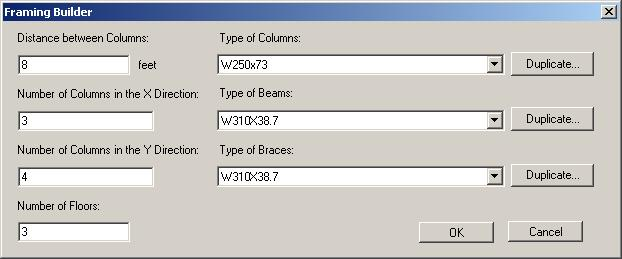 Framing Builder
Distance between Columns:
Type of Columns:
8 feet
W250x73
Duplicate...
Number of Columns in the X Direction:
Type of Beams:
3
W310X38.7
Duplicate...
Number of Columns in the Y Direction:
Type of Braces:
4
W310X38.7
Duplicate...
Number of Floors:
3
OK
Cancel